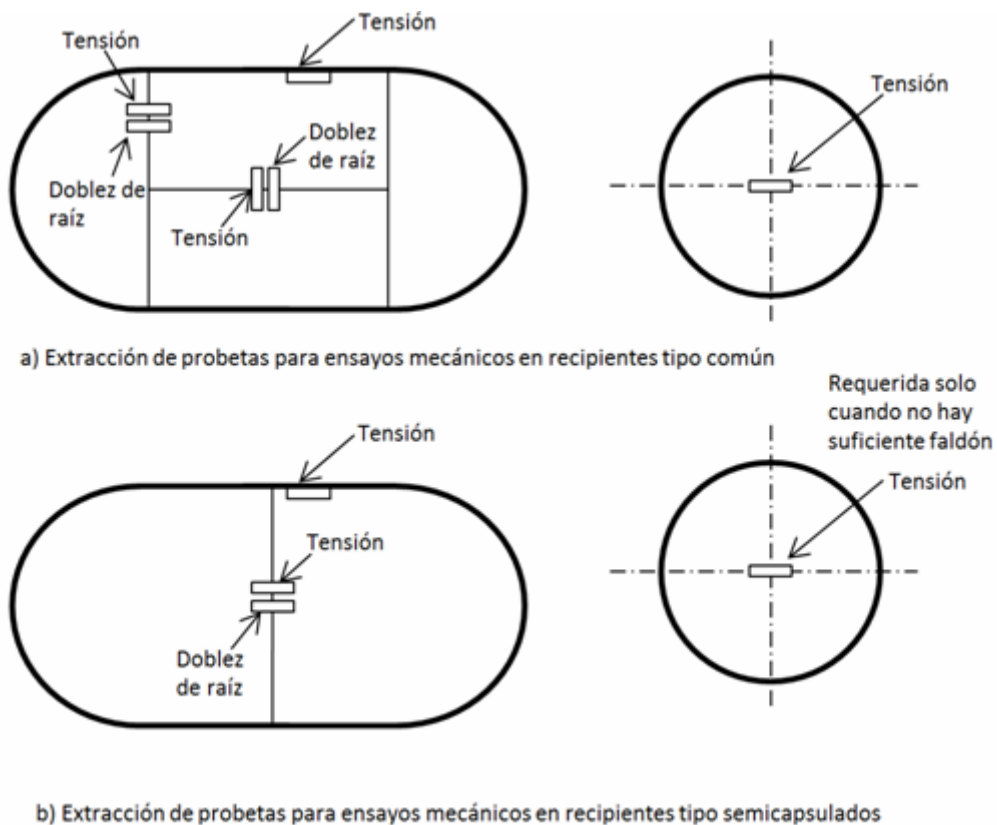 Tensión
Tensión
Tensión
Doblez
de raíz
Doblez de
raíz
Tensión
a) Extracción de probetas para ensayos mecánicos en recipientes tipo común
Requerida solo
cuando no hay
suficiente faldón
Tensión
Tensión
Tensión
Doblez
de raíz
b) Extracción de probetas para ensayos mecánicos en recipientes tipo semicapsulados